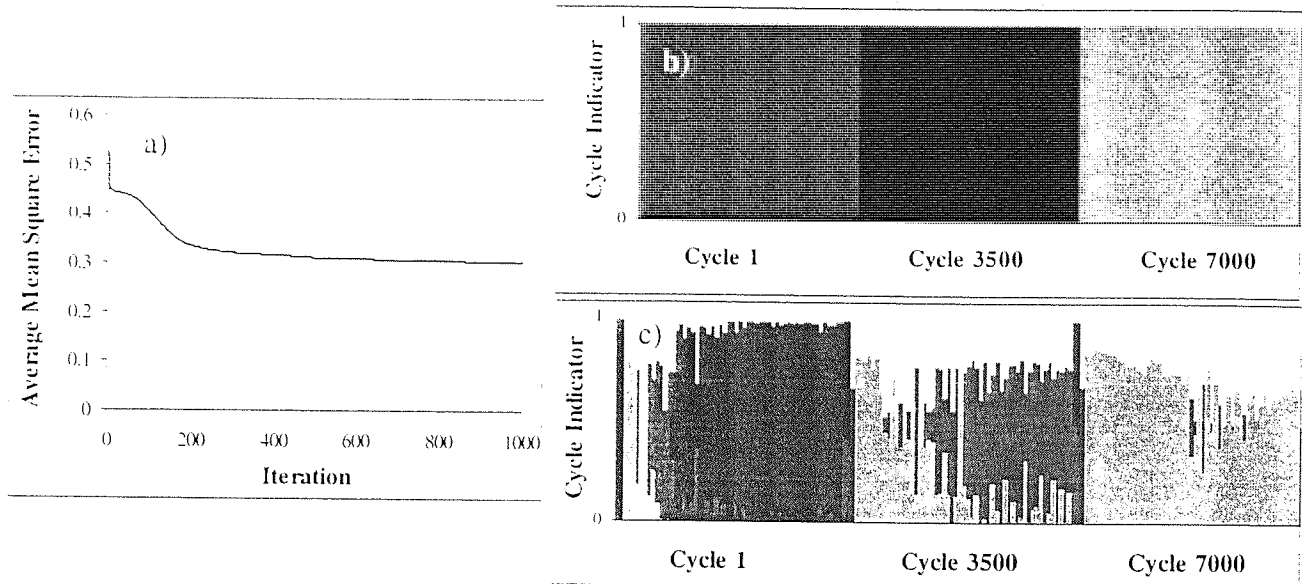 a)
Average Mean Square Error
0.6
0.5
0.4
0.3
0.2
0.1
0
0 200 400 600 800 1000
Iteration
b)
Cycle Indicator
1
0
Cycle 1 Cycle 3500 Cycle 7000
c)
Cycle Indicator
1
0
Cycle 1 Cycle 3500 Cycle 7000